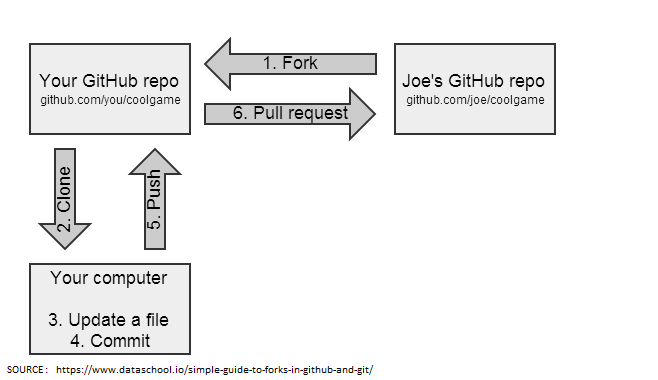 Your GitHub repo
github.com/you/coolgame
1. Fork
6. Pull request
Joe's GitHub repo
github.com/joe/coolgame
2. Clone
5. Push
Your computer
3. Update a file
4. Commit
SOURCE: https://www.dataschool.io/simple-guide-to-forks-in-github-and-git/